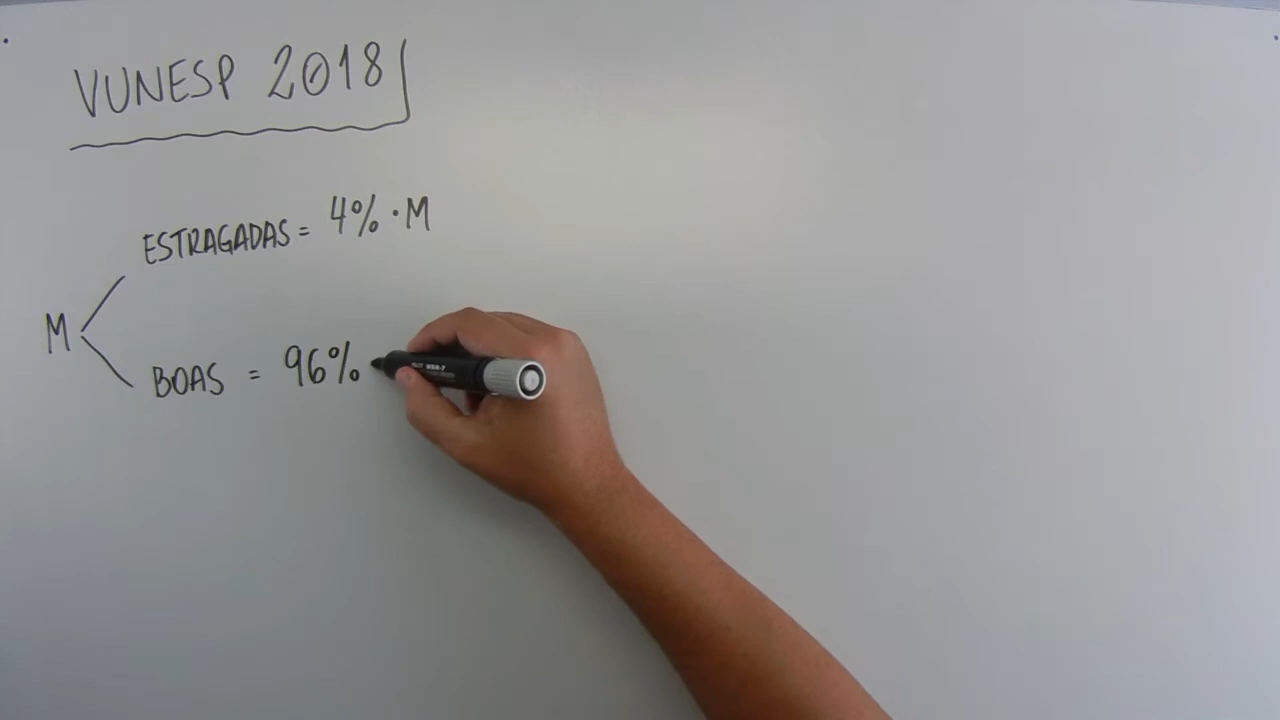 VUNESP 2018
ESTRAGADAS = 4% · M
M
BOAS = 96%